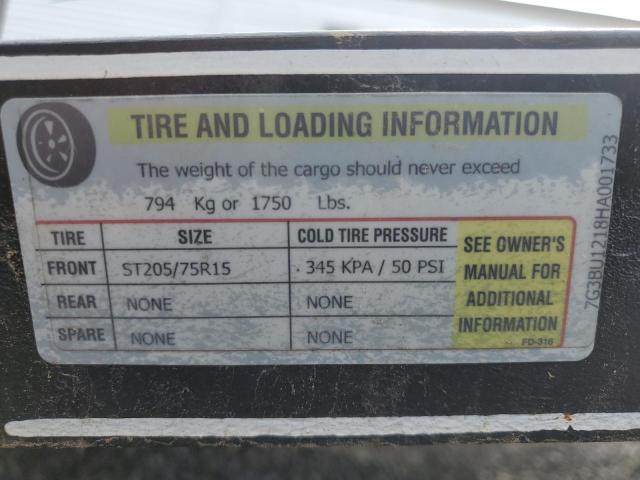 TIRE AND LOADING INFORMATION
The weight of the cargo should never exceed
794 Kg or 1750 Lbs.
TIRE SIZE COLD TIRE PRESSURE
FRONT ST205/75R15 345 KPA / 50 PSI
REAR NONE NONE
SPARE NONE NONE
SEE OWNER'S
MANUAL FOR
ADDITIONAL
INFORMATION
FD-316
7G3BU1218HA001733